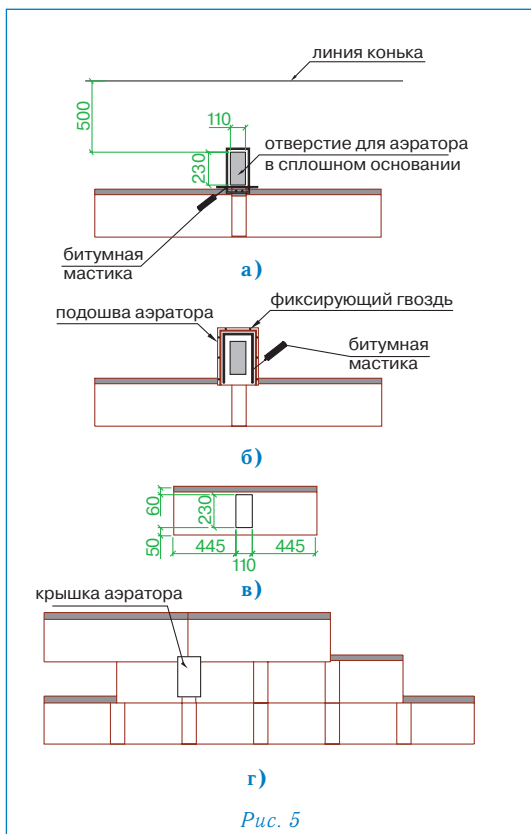 линия конька
500
110
отверстие для аэратора
в сплошном основании
230
битумная
мастика
а)
фиксирующий гвоздь
подошва аэратора
битумная
мастика
б)
60
230
50
445
445
110
в)
крышка аэратора
г)
Рис. 5